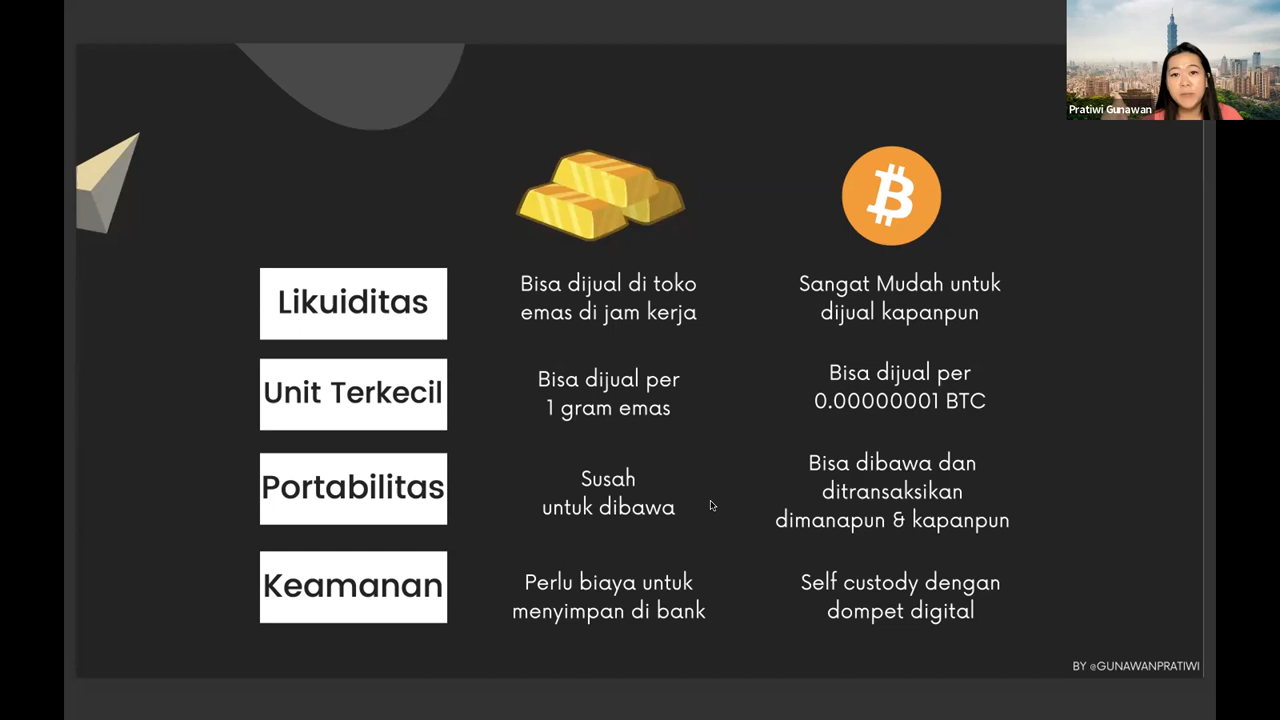 Pratiwi Gunawan
Likuiditas
Bisa dijual di toko
emas di jam kerja
Sangat Mudah untuk
dijual kapanpun
Unit Terkecil
Bisa dijual per
1 gram emas
Bisa dijual per
0.00000001 BTC
Portabilitas
Susah
untuk dibawa
Bisa dibawa dan
ditransaksikan
dimanapun & kapanpun
Keamanan
Perlu biaya untuk
menyimpan di bank
Self custody dengan
dompet digital
BY @GUNAWANPRATIWI